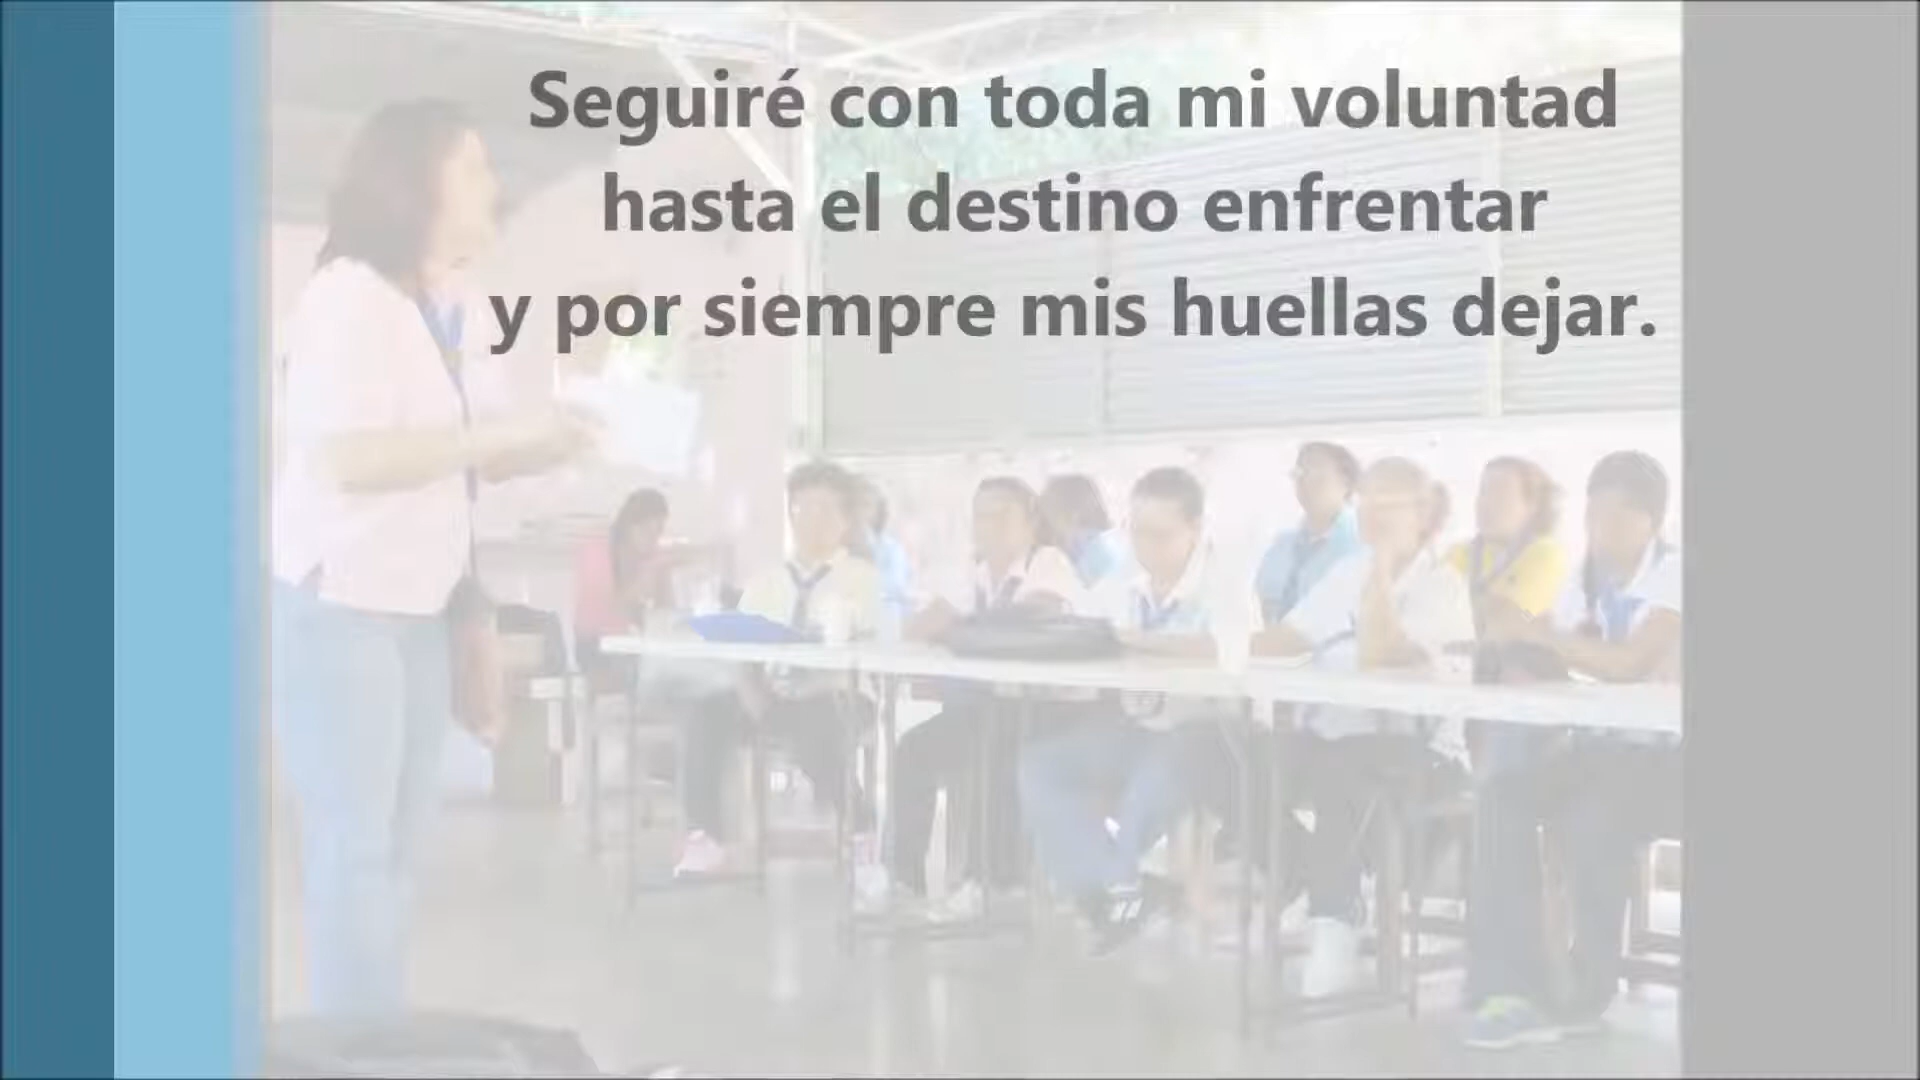 Seguiré con toda mi voluntad
hasta el destino enfrentar
y por siempre mis huellas dejar.